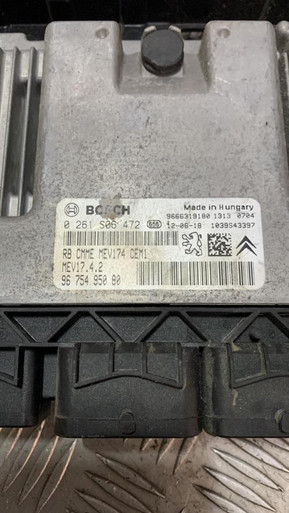 BOSCH
Made in Hungary
0 261 S06 472
9666319180 1313 0704
12-06-18 1039543397
RB CMME MEV174 CEM1
MEV17.4.2
96 754 950 80